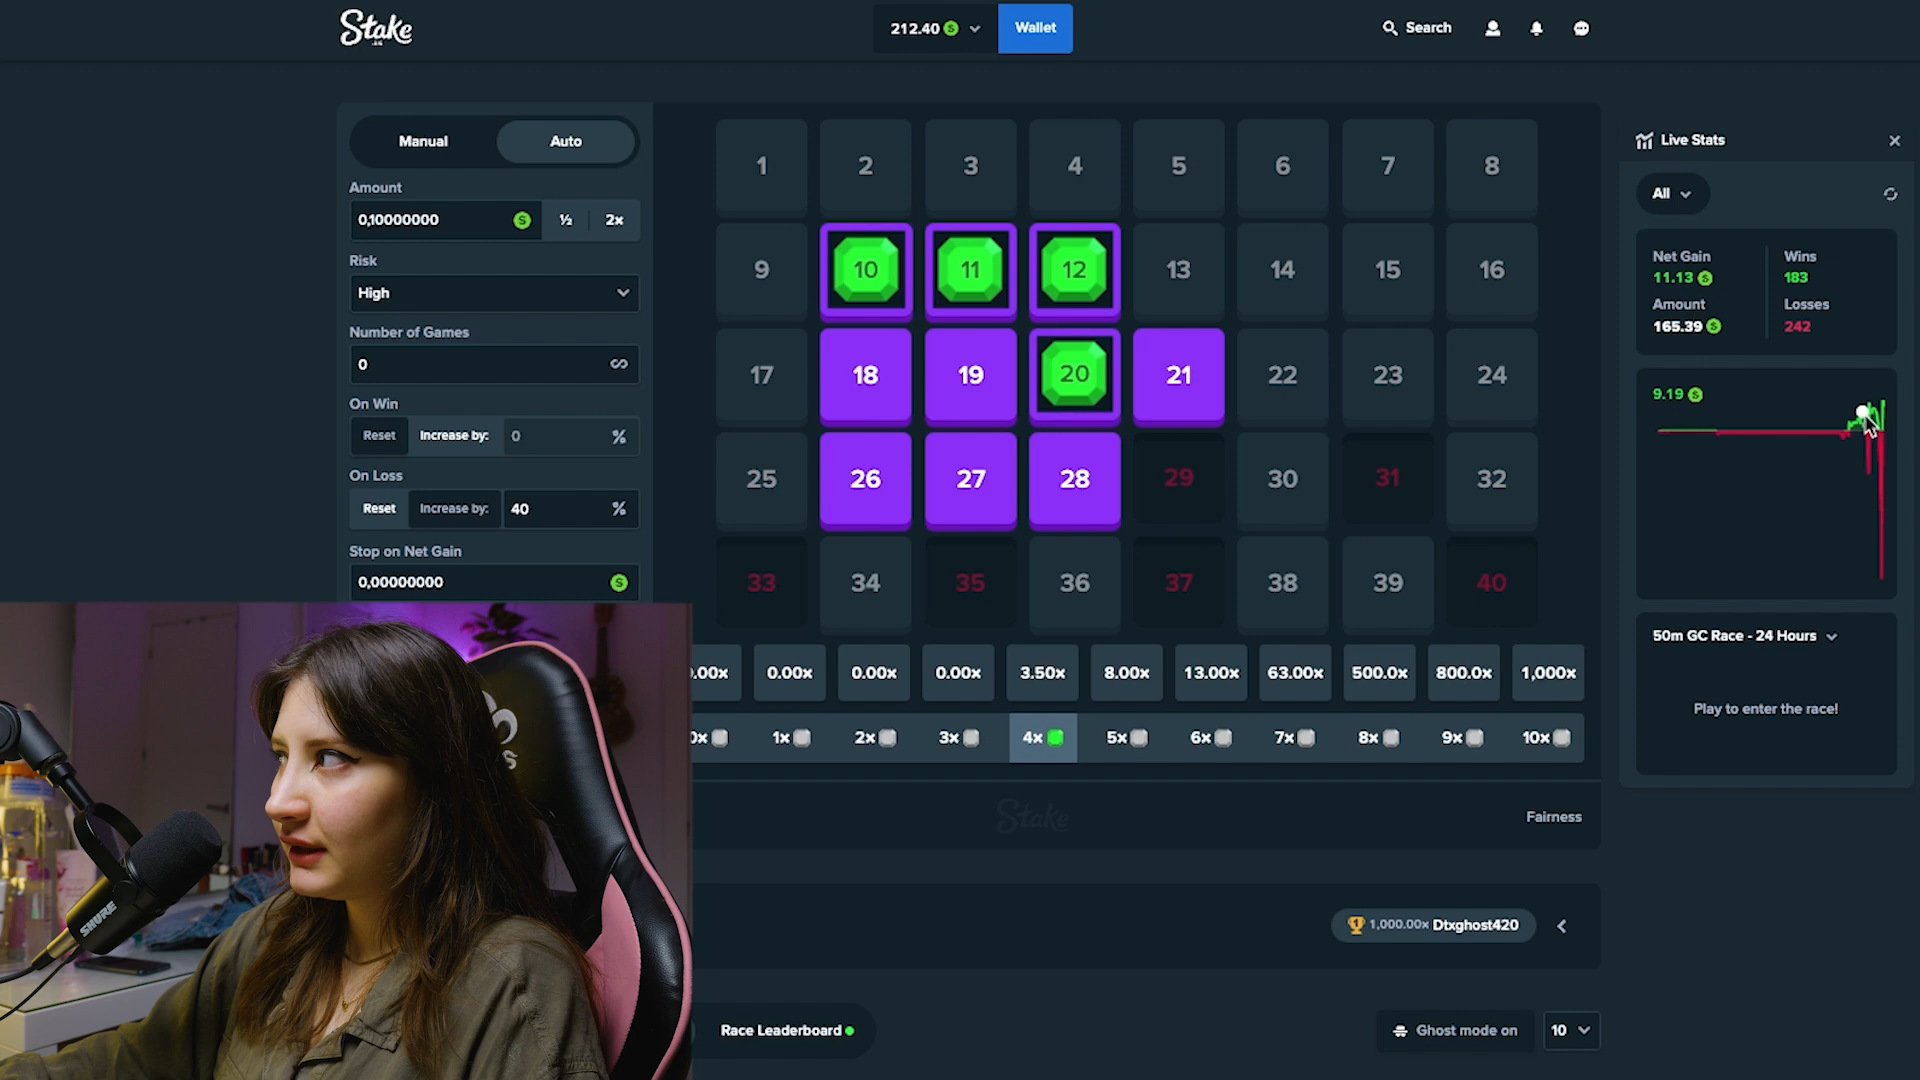 Stake
212.40
Wallet
Search
Manual
Auto
Amount
0,10000000
½
2x
Risk
High
Number of Games
0
On Win
Reset
Increase by:
0
%
On Loss
Reset
Increase by:
40
%
Stop on Net Gain
0,00000000
1 2 3 4 5 6 7 8
9 10 11 12 13 14 15 16
17 18 19 20 21 22 23 24
25 26 27 28 29 30 31 32
33 34 35 36 37 38 39 40
.00x 0.00x 0.00x 0.00x 3.50x 8.00x 13.00x 63.00x 500.0x 800.0x 1,000x
0x 1x 2x 3x 4x 5x 6x 7x 8x 9x 10x
Stake
Fairness
1,000.00x Dtxghost420
Race Leaderboard
Ghost mode on
10
Live Stats
All
Net Gain
11.13
Wins
183
Amount
165.39
Losses
242
9.19
50m GC Race - 24 Hours
Play to enter the race!
SHURE